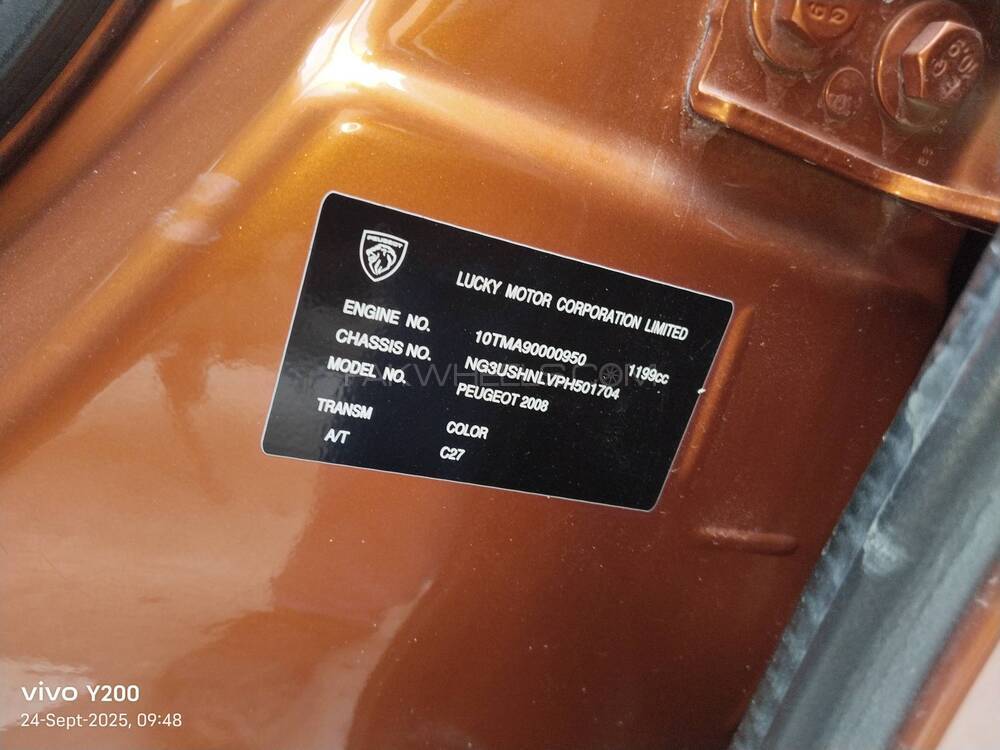 PEUGEOT
LUCKY MOTOR CORPORATION LIMITED
ENGINE NO. 10TMA90000950 1199cc
CHASSIS NO. NG3USHNLVPH501704
MODEL NO. PEUGEOT 2008
TRANSM COLOR
A/T C27
PAKWHEELS.COM
vivo Y200
24-Sept-2025, 09:48